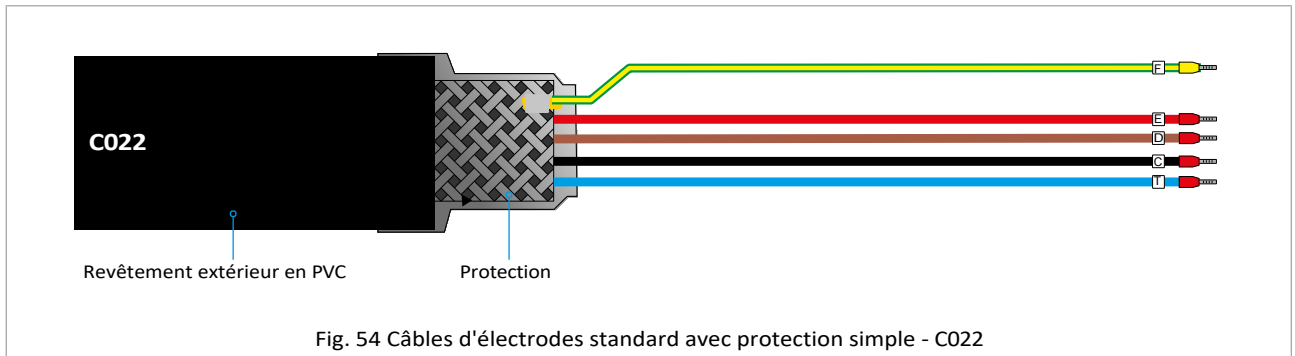 F
E
D
C022
C
T
Revêtement extérieur en PVC
Protection
Fig. 54 Câbles d'électrodes standard avec protection simple - C022